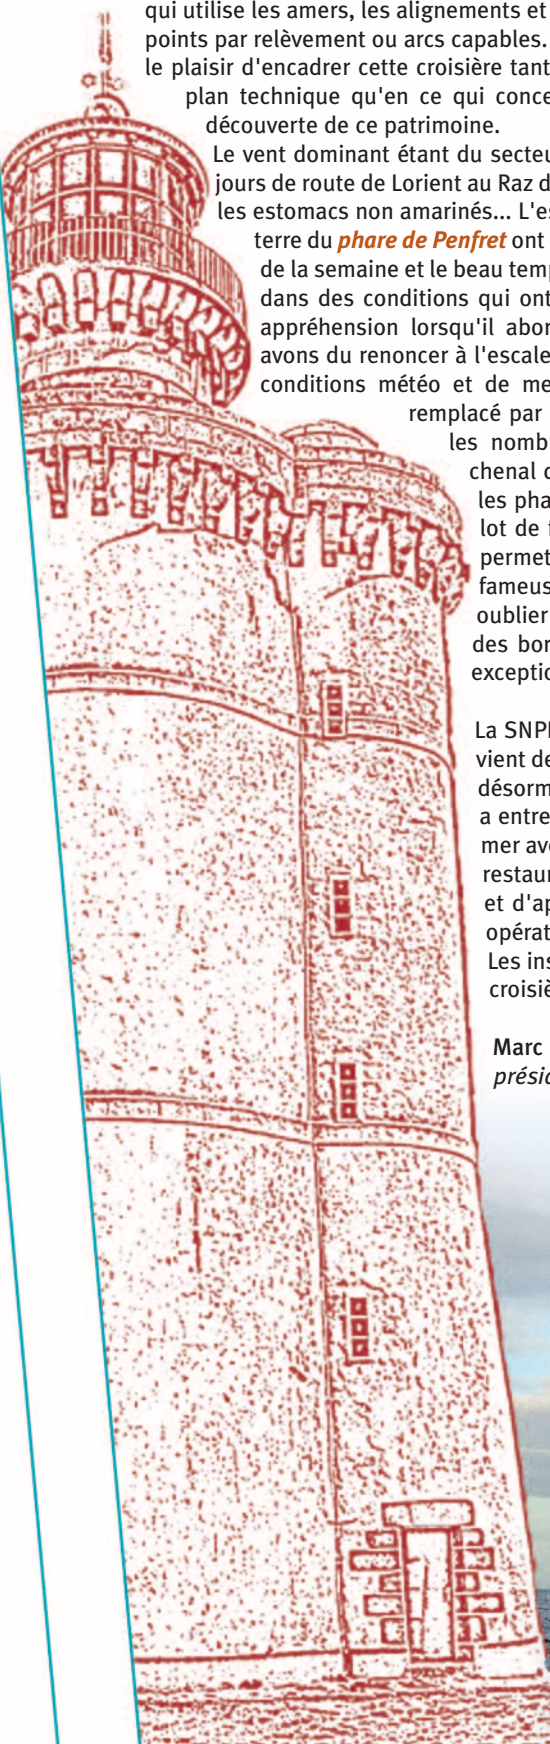 qui utilise les amers, les alignements et
points par relèvement ou arcs capables.
le plaisir d'encadrer cette croisière tant
plan technique qu'en ce qui conce
découverte de ce patrimoine.
Le vent dominant étant du secteu
jours de route de Lorient au Raz d
les estomacs non amarinés... L'es
terre du phare de Penfret ont
de la semaine et le beau temp
dans des conditions qui ont
appréhension lorsqu'il abor
avons du renoncer à l'escale
conditions météo et de me
remplacé par
les nomb
chenal d
les pha
lot de f
permet
fameus
oublier
des bor
exceptio
La SNP
vient de
désorm
a entre
mer ave
restaur
et d'ap
opérat
Les ins
croisiè
Marc
présid